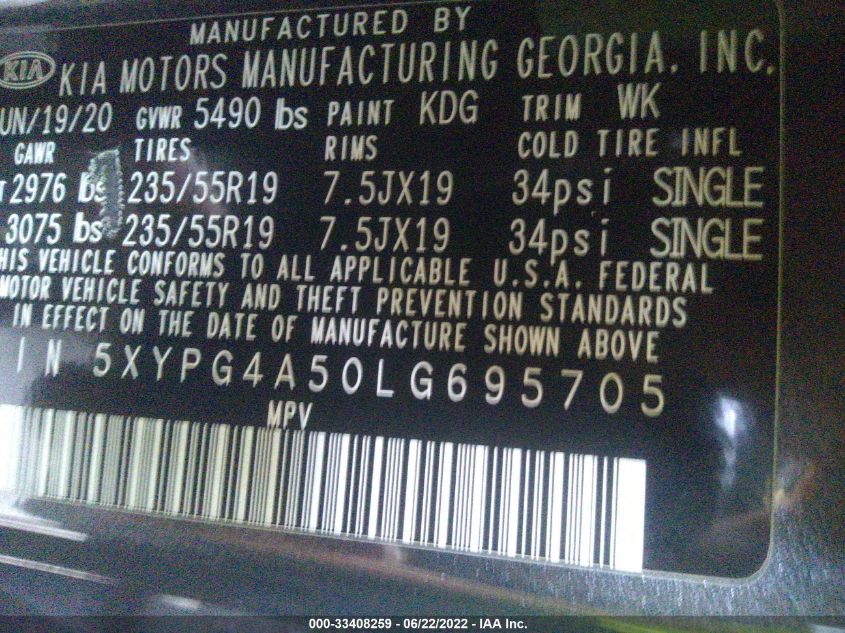 MANUFACTURED BY
KIA KIA MOTORS MANUFACTURING GEORGIA, INC.
UN/19/20 GVWR 5490 lbs PAINT KDG TRIM WK
GAWR TIRES RIMS COLD TIRE INFL
T 2976 lbs 235/55R19 7.5JX19 34psi SINGLE
3075 lbs 235/55R19 7.5JX19 34psi SINGLE
HIS VEHICLE CONFORMS TO ALL APPLICABLE U.S.A. FEDERAL
MOTOR VEHICLE SAFETY AND THEFT PREVENTION STANDARDS
IN EFFECT ON THE DATE OF MANUFACTURE SHOWN ABOVE
IN 5XYPG4A50LG695705
MPV
000-33408259 - 06/22/2022 - IAA Inc.